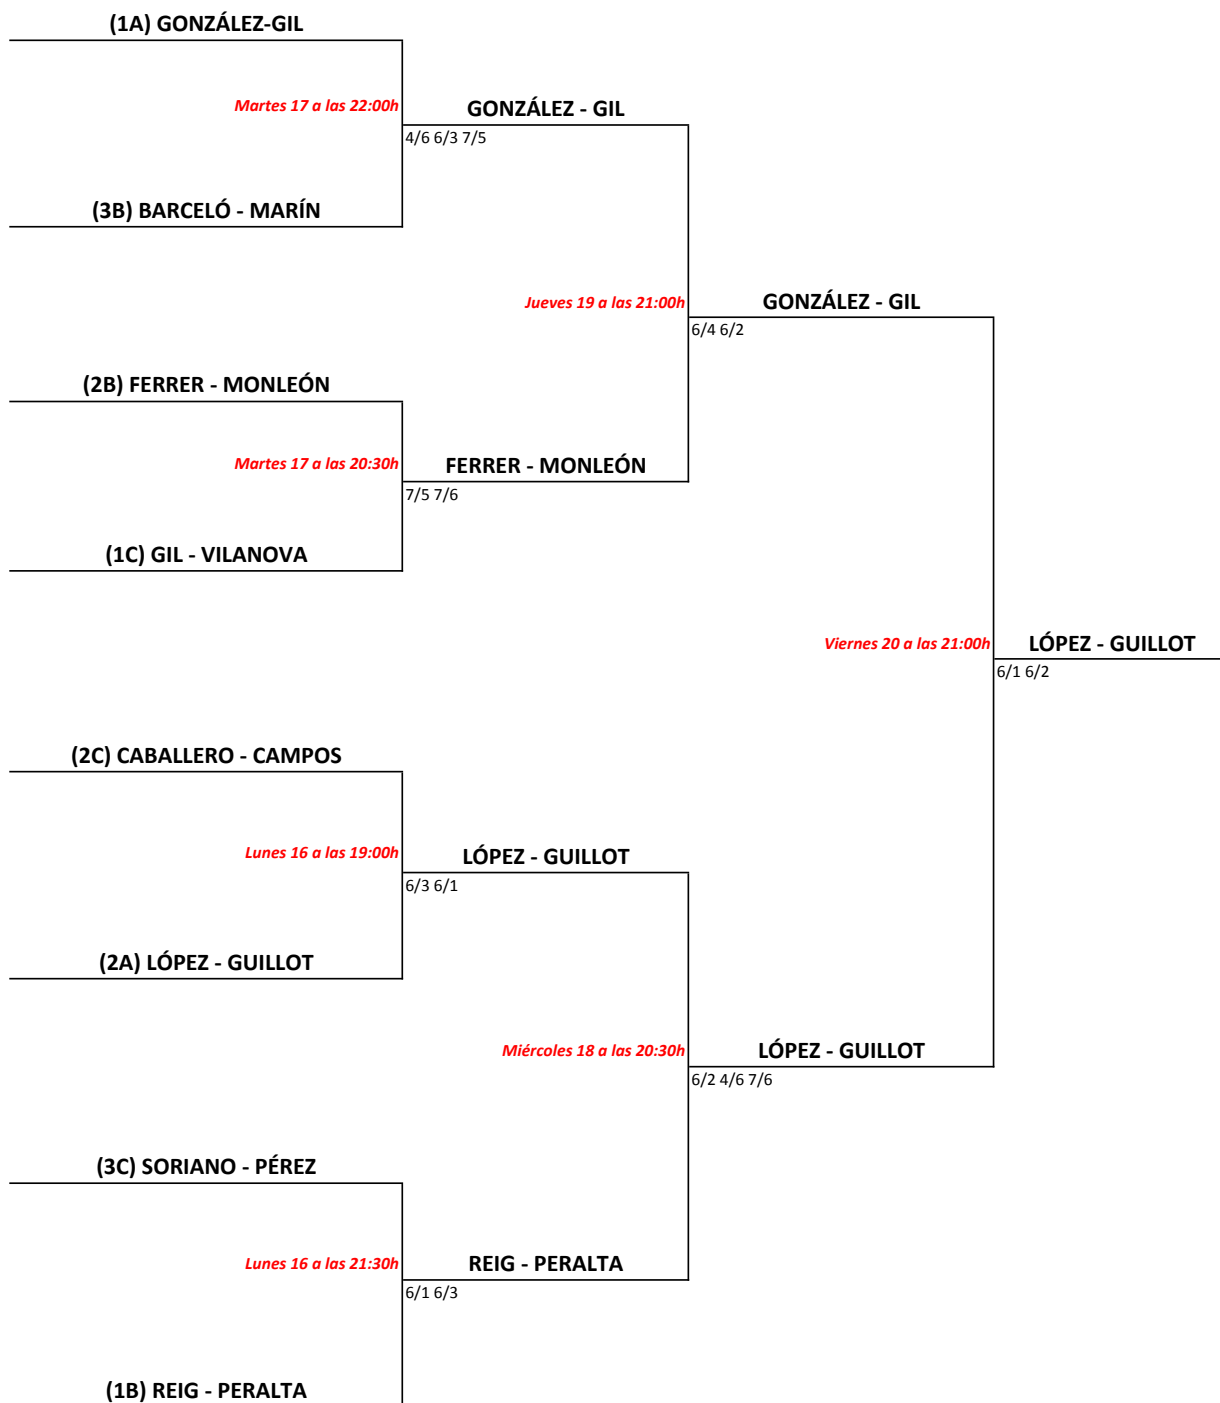 (1A) GONZÁLEZ-GIL
Martes 17 a las 22:00h
GONZÁLEZ - GIL
4/6 6/3 7/5
(3B) BARCELÓ - MARÍN
Jueves 19 a las 21:00h
GONZÁLEZ - GIL
6/4 6/2
(2B) FERRER - MONLEÓN
Martes 17 a las 20:30h
FERRER - MONLEÓN
7/5 7/6
(1C) GIL - VILANOVA
Viernes 20 a las 21:00h
LÓPEZ - GUILLOT
6/1 6/2
(2C) CABALLERO - CAMPOS
Lunes 16 a las 19:00h
LÓPEZ - GUILLOT
6/3 6/1
(2A) LÓPEZ - GUILLOT
Miércoles 18 a las 20:30h
LÓPEZ - GUILLOT
6/2 4/6 7/6
(3C) SORIANO - PÉREZ
Lunes 16 a las 21:30h
REIG - PERALTA
6/1 6/3
(1B) REIG - PERALTA